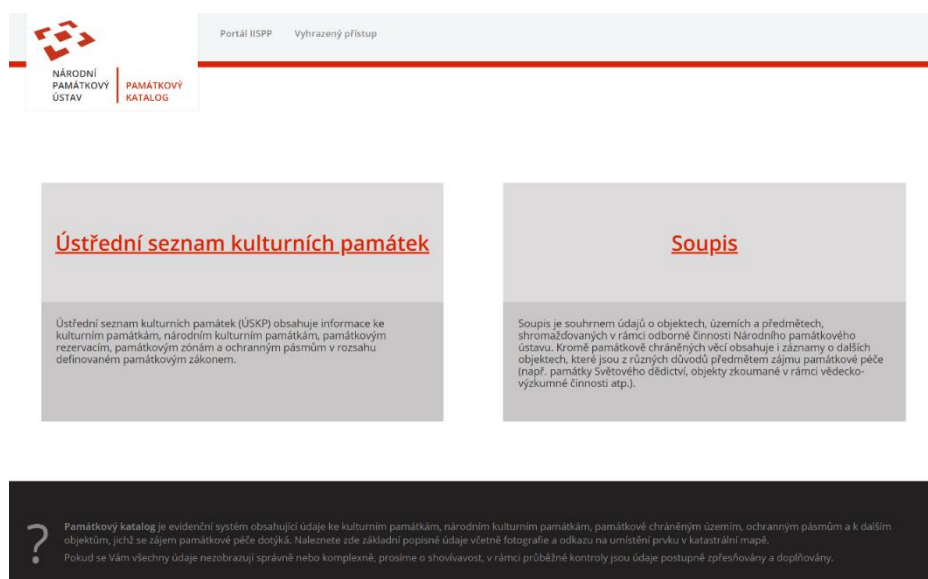 Portál IISPP Vyhrazený přístup
NÁRODNÍ
PAMÁTKOVÝ
ÚSTAV
PAMÁTKOVÝ
KATALOG
Ústřední seznam kulturních památek
Ústřední seznam kulturních památek (ÚSKP) obsahuje informace ke
kulturním památkám, národním kulturním památkám, památkovým
rezervacím, památkovým zónám a ochranným pásmům v rozsahu
definovaném památkovým zákonem.
Soupis
Soupis je souhrnem údajů o objektech, územích a předmětech,
shromažďovaných v rámci odborné činnosti Národního památkového
ústavu. Kromě památkově chráněných věcí obsahuje i záznamy o dalších
objektech, které jsou z různých důvodů předmětem zájmu památkové péče
(např. památky Světového dědictví, objekty zkoumané v rámci vědecko-
výzkumné činnosti atp.).
?
Památkový katalog je evidenční systém obsahující údaje ke kulturním památkám, národním kulturním památkám, památkově chráněným územím, ochranným pásmům a k dalším
objektům, jichž se zájem památkové péče dotýká. Naleznete zde základní popisné údaje včetně fotografie a odkazu na umístění prvku v katastrální mapě.
Pokud se Vám všechny údaje nezobrazují správně nebo komplexně, prosíme o shovívavost, v rámci průběžné kontroly jsou údaje postupně zpřesňovány a doplňovány.